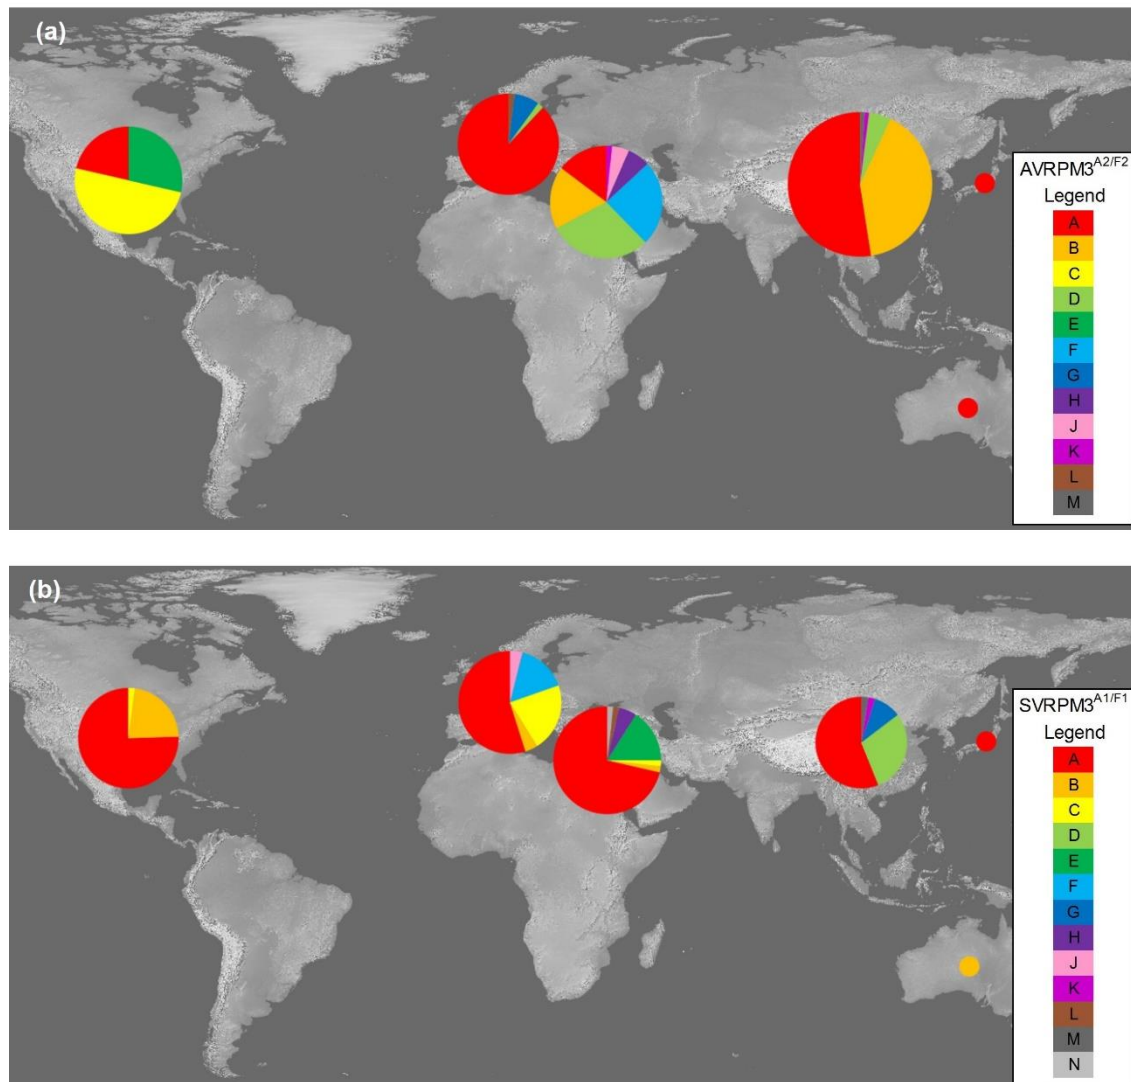 (a)
AVRPM3A2/F2
Legend
A
B
C
D
E
F
G
H
J
K
L
M
(b)
SVRPM3A1/F1
Legend
A
B
C
D
E
F
G
H
J
K
L
M
N